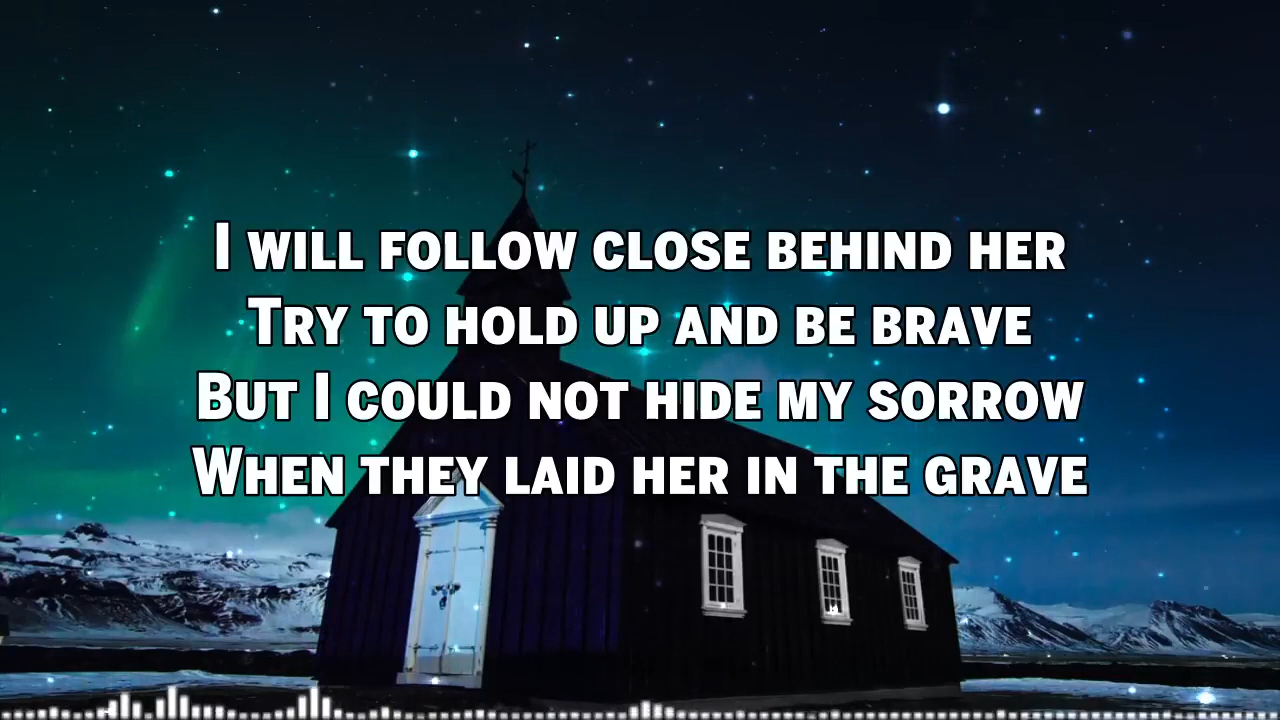 I WILL FOLLOW CLOSE BEHIND HER
TRY TO HOLD UP AND BE BRAVE
BUT I COULD NOT HIDE MY SORROW
WHEN THEY LAID HER IN THE GRAVE